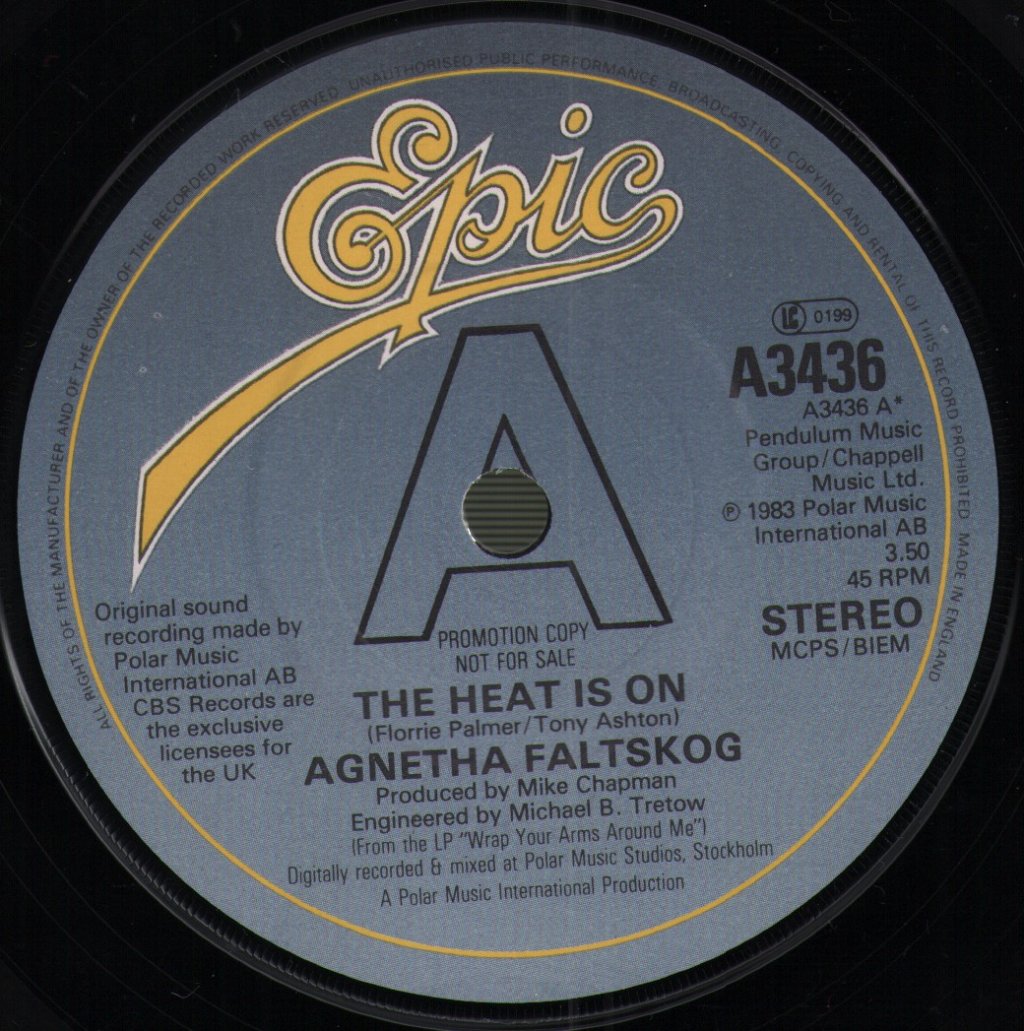 ALL RIGHTS OF THE MANUFACTURER AND OF THE OWNER OF THE RECORDED WORK RESERVED. UNAUTHORISED PUBLIC PERFORMANCE, BROADCASTING, COPYING AND RENTAL OF THIS RECORD PROHIBITED. MADE IN ENGLAND
Epic
LC 0199
A3436
A3436 A*
Pendulum Music
Group/Chappell
Music Ltd.
℗ 1983 Polar Music
International AB
3.50
45 RPM
STEREO
MCPS/BIEM
A
Original sound
recording made by
Polar Music
International AB
CBS Records are
the exclusive
licensees for
the UK
PROMOTION COPY
NOT FOR SALE
THE HEAT IS ON
(Florrie Palmer/Tony Ashton)
AGNETHA FALTSKOG
Produced by Mike Chapman
Engineered by Michael B. Tretow
(From the LP "Wrap Your Arms Around Me")
Digitally recorded & mixed at Polar Music Studios, Stockholm
A Polar Music International Production